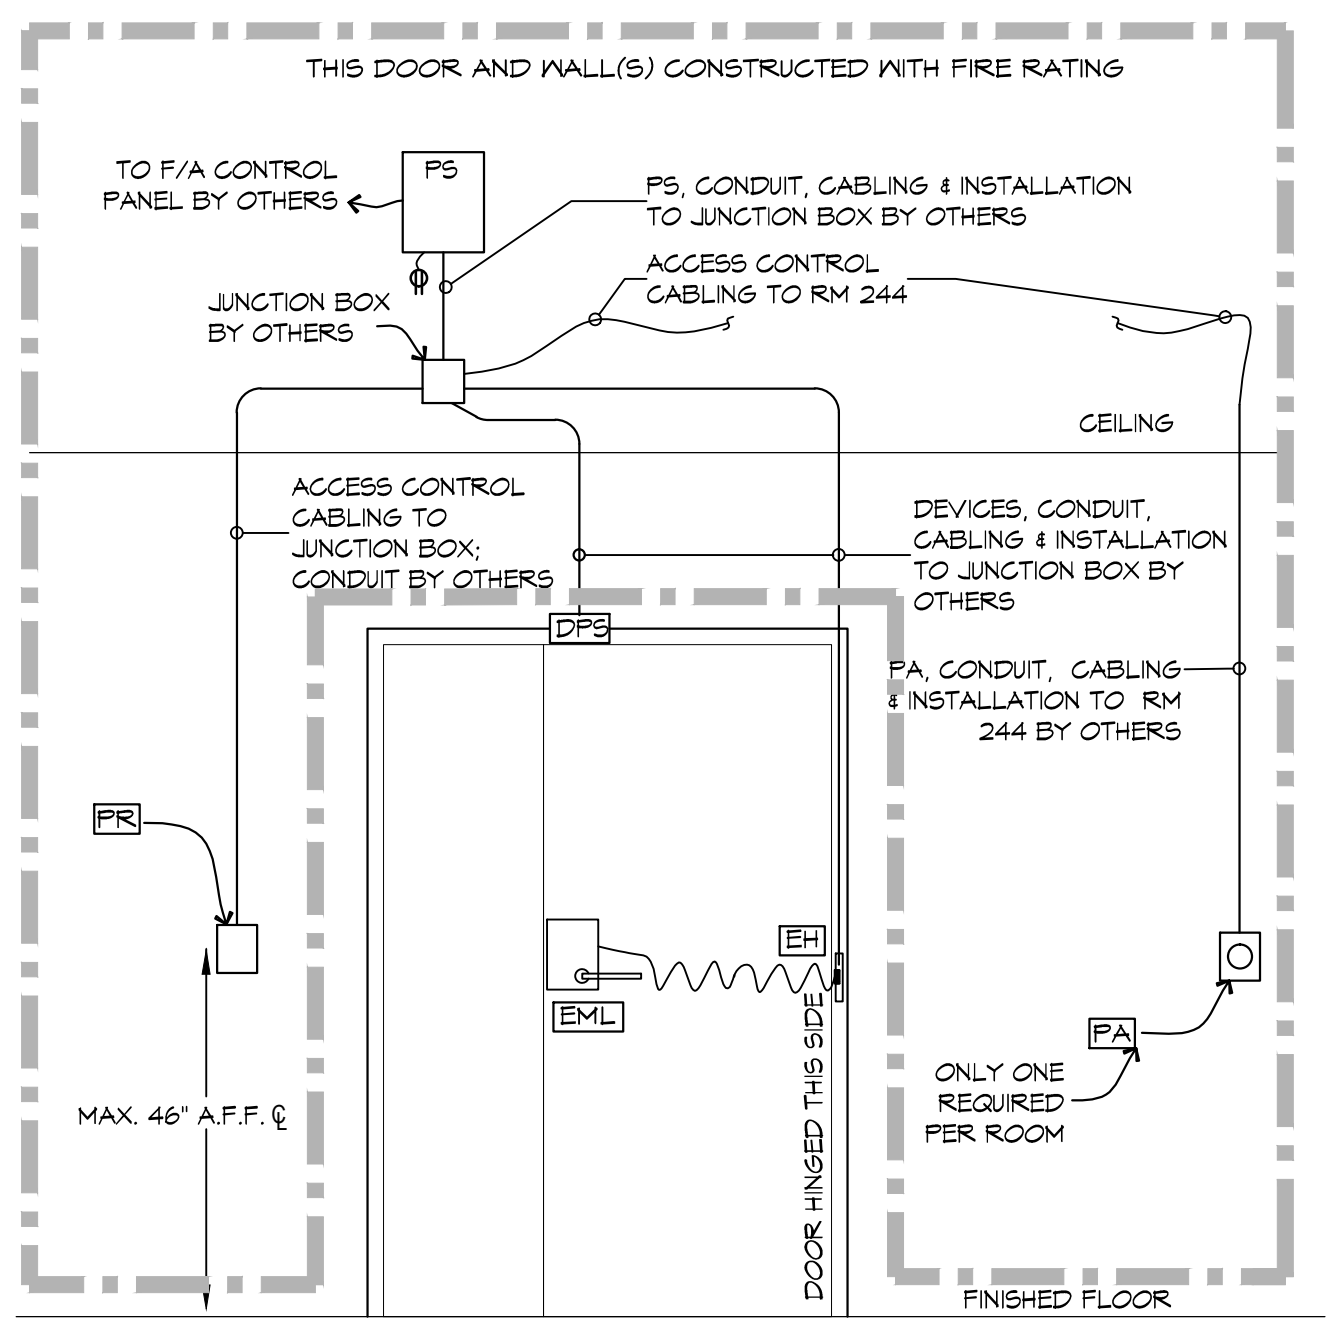 THIS DOOR AND WALL(S) CONSTRUCTED WITH FIRE RATING
TO F/A CONTROL
PANEL BY OTHERS
PS
PS, CONDUIT, CABLING & INSTALLATION
TO JUNCTION BOX BY OTHERS
ACCESS CONTROL
CABLING TO RM 244
JUNCTION BOX
BY OTHERS
CEILING
ACCESS CONTROL
CABLING TO
JUNCTION BOX;
CONDUIT BY OTHERS
DEVICES, CONDUIT,
CABLING & INSTALLATION
TO JUNCTION BOX BY
OTHERS
DPS
PA, CONDUIT, CABLING
& INSTALLATION TO RM
244 BY OTHERS
PR
EH
EML
DOOR HINGED THIS SIDE
PA
ONLY ONE
REQUIRED
PER ROOM
MAX. 46" A.F.F. ℄
FINISHED FLOOR